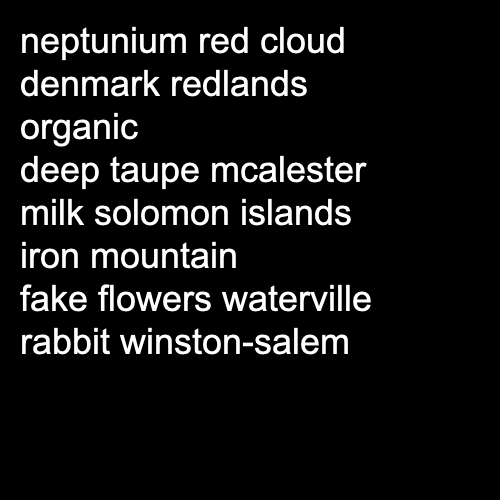 neptunium red cloud
denmark redlands
organic
deep taupe mcalester
milk solomon islands
iron mountain
fake flowers waterville
rabbit winston-salem